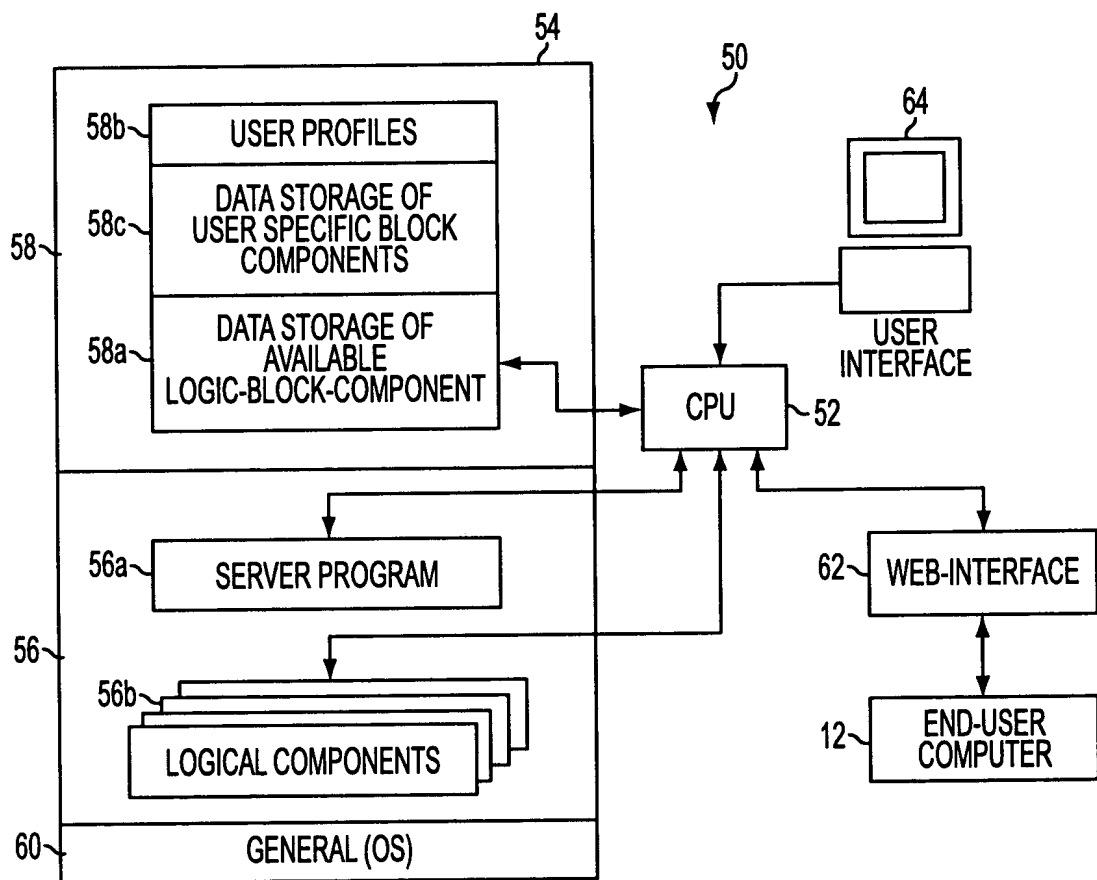 54
50
64
58b
USER PROFILES
58c
DATA STORAGE OF
USER SPECIFIC BLOCK
COMPONENTS
58
58a
DATA STORAGE OF
AVAILABLE
LOGIC-BLOCK-COMPONENT
USER
INTERFACE
CPU
52
56a
SERVER PROGRAM
62
WEB-INTERFACE
56
56b
LOGICAL COMPONENTS
12
END-USER
COMPUTER
60
GENERAL (OS)